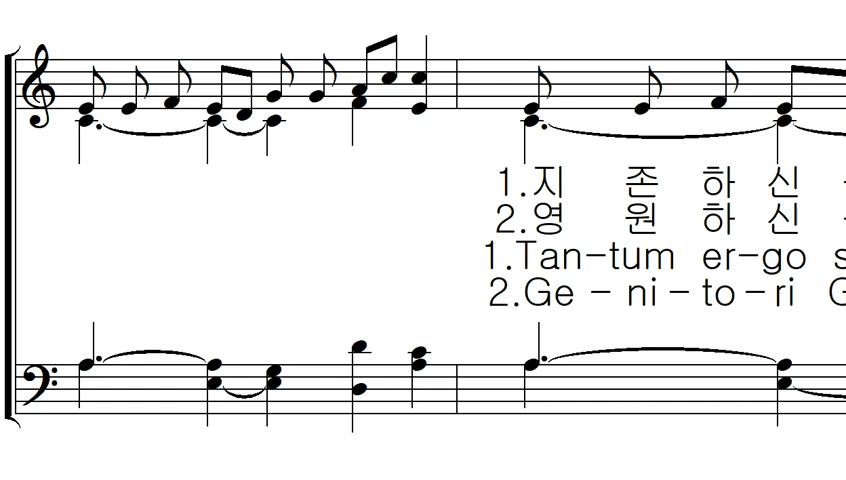 1.지 존 하 신
2.영 원 하 신
1.Tan-tum er-go s
2.Ge - ni - to - ri G